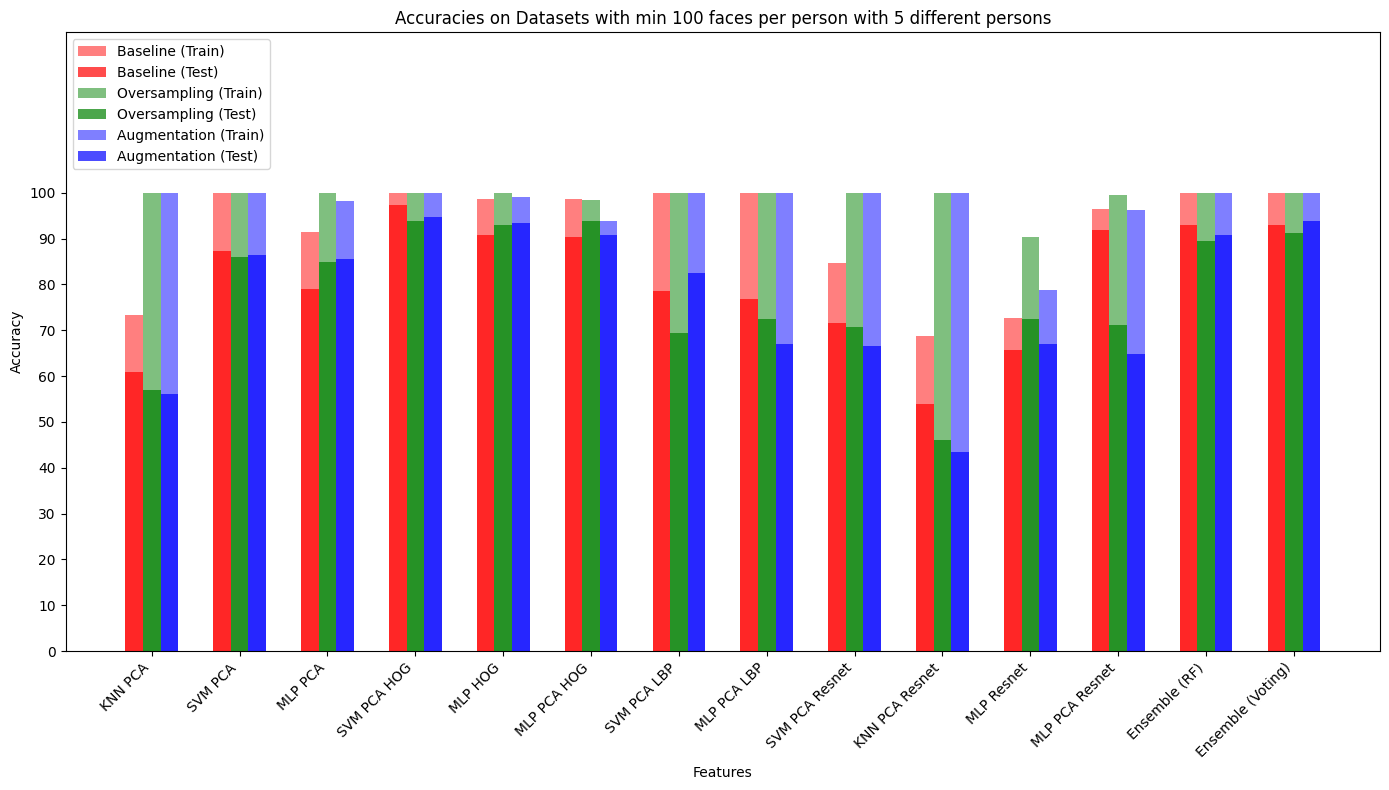 Accuracies on Datasets with min 100 faces per person with 5 different persons
Baseline (Train)
Baseline (Test)
Oversampling (Train)
Oversampling (Test)
Augmentation (Train)
Augmentation (Test)
Accuracy
100
90
80
70
60
50
40
30
20
10
0
KNN PCA
SVM PCA
MLP PCA
SVM PCA HOG
MLP HOG
MLP PCA HOG
SVM PCA LBP
MLP PCA LBP
SVM PCA Resnet
KNN PCA Resnet
MLP Resnet
MLP PCA Resnet
Ensemble (RF)
Ensemble (Voting)
Features